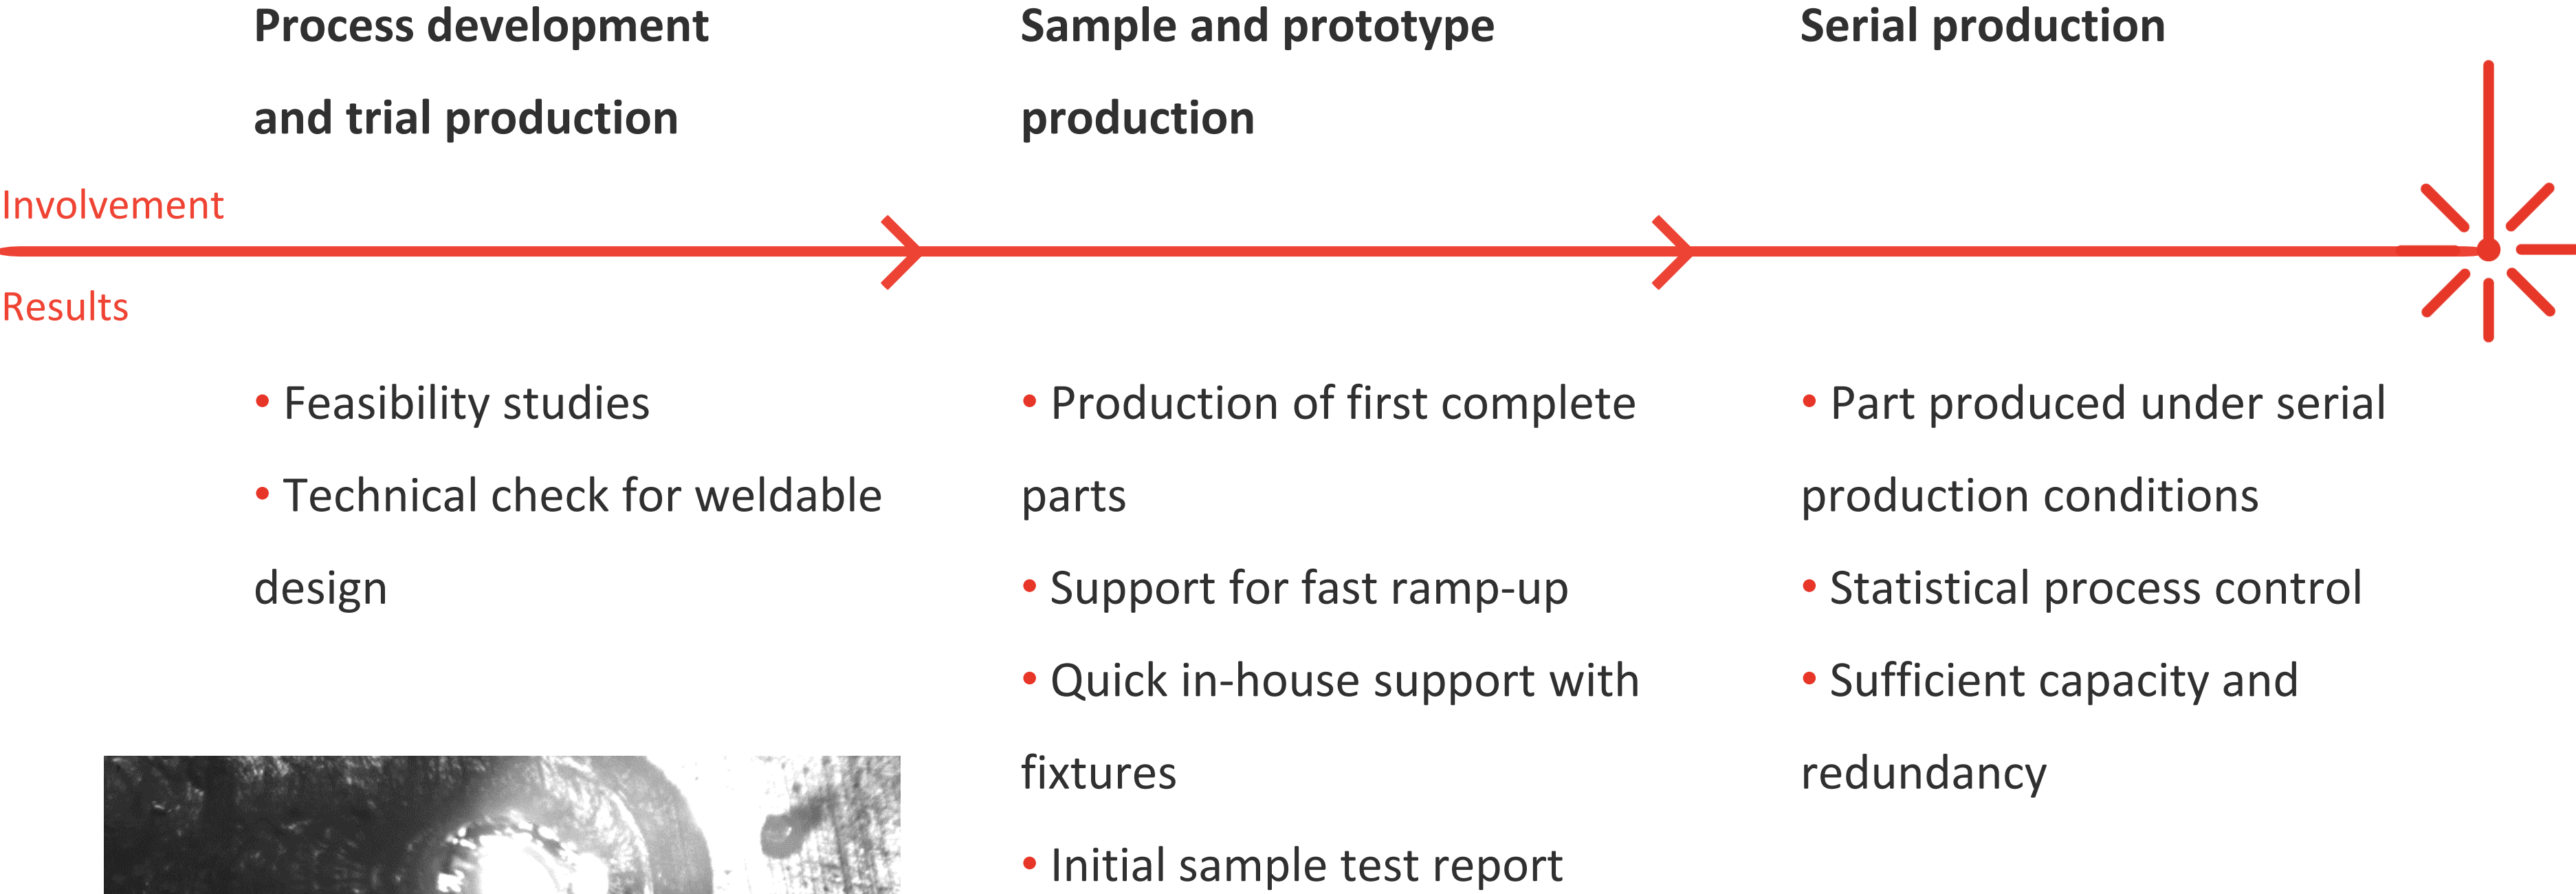 Process development
and trial production
Sample and prototype
production
Serial production
Involvement
Results
• Feasibility studies
• Technical check for weldable
design
• Production of first complete
parts
• Support for fast ramp-up
• Quick in-house support with
fixtures
• Initial sample test report
• Part produced under serial
production conditions
• Statistical process control
• Sufficient capacity and
redundancy